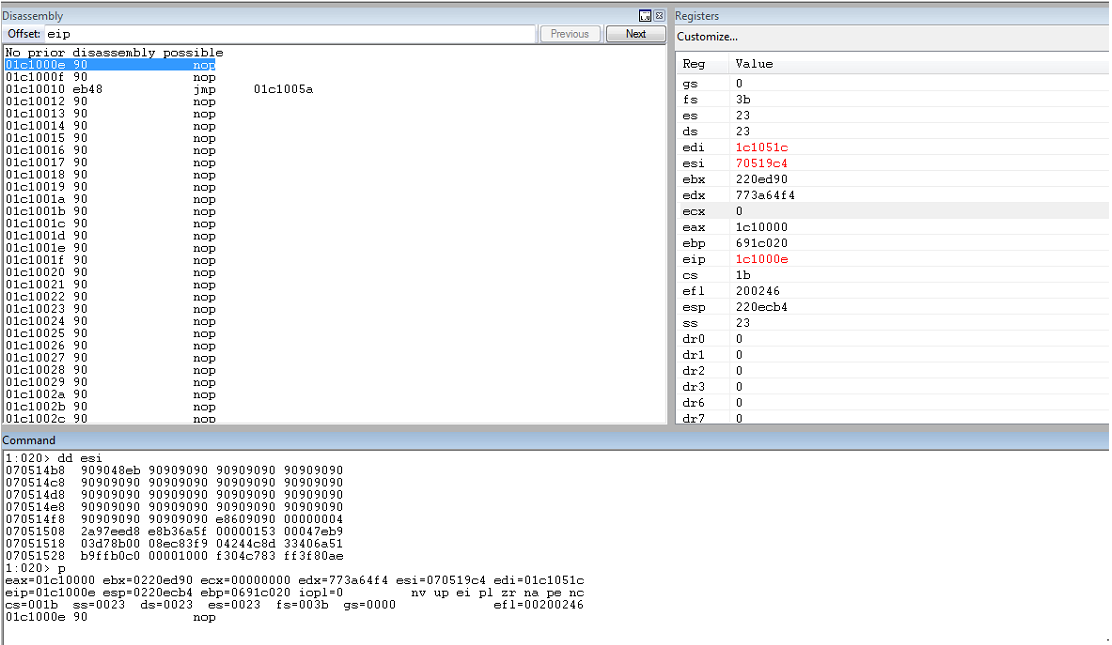 Disassembly
Offset: eip
Previous
Next
No prior disassembly possible
01c1000e 90 nop
01c1000f 90 nop
01c10010 eb48 jmp 01c1005a
01c10012 90 nop
01c10013 90 nop
01c10014 90 nop
01c10015 90 nop
01c10016 90 nop
01c10017 90 nop
01c10018 90 nop
01c10019 90 nop
01c1001a 90 nop
01c1001b 90 nop
01c1001c 90 nop
01c1001d 90 nop
01c1001e 90 nop
01c1001f 90 nop
01c10020 90 nop
01c10021 90 nop
01c10022 90 nop
01c10023 90 nop
01c10024 90 nop
01c10025 90 nop
01c10026 90 nop
01c10027 90 nop
01c10028 90 nop
01c10029 90 nop
01c1002a 90 nop
01c1002b 90 nop
01c1002c 90 nop
Registers
Customize...
Reg Value
gs 0
fs 3b
es 23
ds 23
edi 1c1051c
esi 70519c4
ebx 220ed90
edx 773a64f4
ecx 0
eax 1c10000
ebp 691c020
eip 1c1000e
cs 1b
efl 200246
esp 220ecb4
ss 23
dr0 0
dr1 0
dr2 0
dr3 0
dr6 0
dr7 0
Command
1:020> dd esi
070514b8 909048eb 90909090 90909090 90909090
070514c8 90909090 90909090 90909090 90909090
070514d8 90909090 90909090 90909090 90909090
070514e8 90909090 90909090 90909090 90909090
070514f8 90909090 90909090 e8609090 00000004
07051508 2a97eed8 e8b36a5f 00000153 00047eb9
07051518 03d78b00 08ec83f9 04244c8d 33406a51
07051528 b9ffb0c0 00001000 f304c783 ff3f80ae
1:020> p
eax=01c10000 ebx=0220ed90 ecx=00000000 edx=773a64f4 esi=070519c4 edi=01c1051c
eip=01c1000e esp=0220ecb4 ebp=0691c020 iopl=0 nv up ei pl zr na pe nc
cs=001b ss=0023 ds=0023 es=0023 fs=003b gs=0000 efl=00200246
01c1000e 90 nop